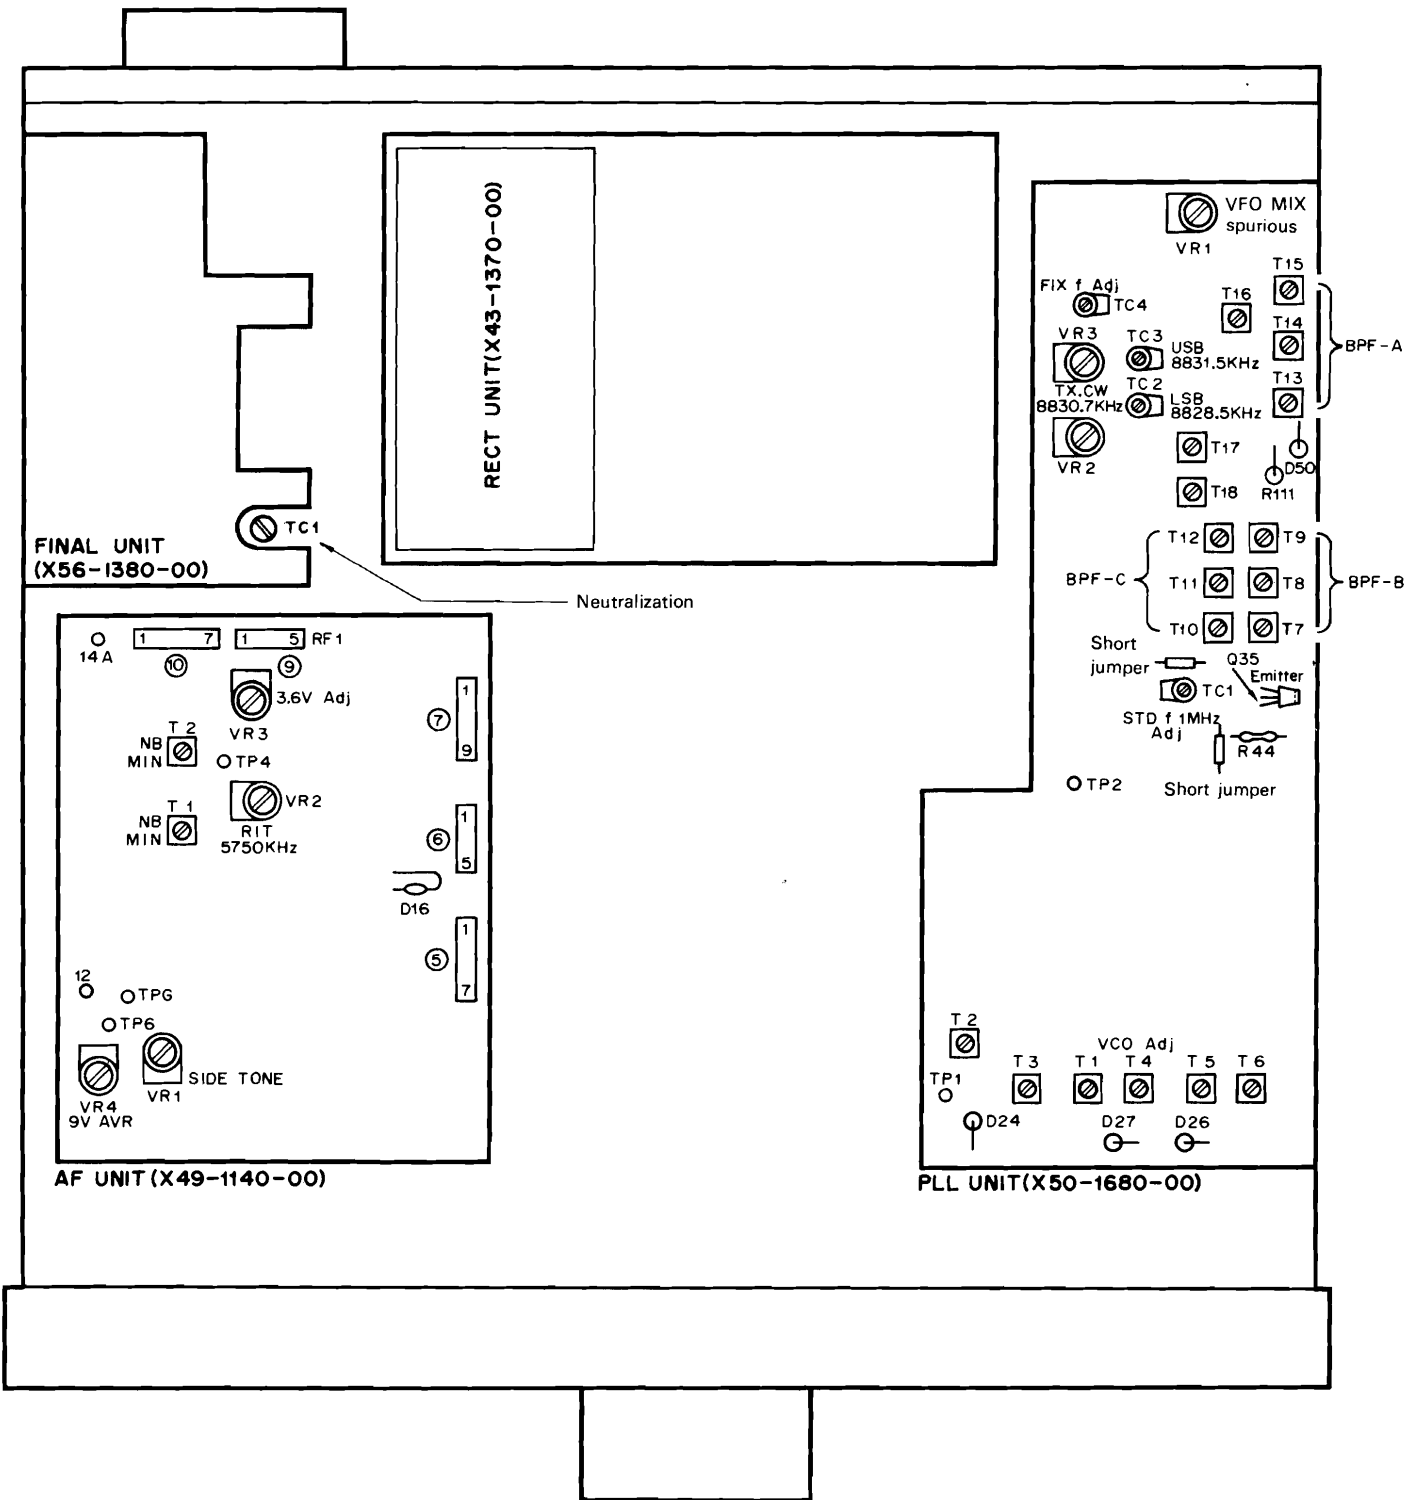 RECT UNIT(X43-1370-00)
FINAL UNIT
(X56-1380-00)
TC1
Neutralization
14A
1 7
⑩
1 5
RF1
⑨
3.6V Adj
VR3
T2
NB
MIN
TP4
VR2
RIT
5750KHz
T1
NB
MIN
⑦
1
9
⑥
1
5
D16
⑤
1
7
12
TPG
TP6
SIDE TONE
VR1
VR4
9V AVR
AF UNIT(X49-1140-00)
VFO MIX
spurious
VR1
T15
FIX f Adj
TC4
T16
T14
BPF-A
VR3
TC3
USB
8831.5KHz
T13
TX.CW
8830.7KHz
TC2
LSB
8828.5KHz
VR2
T17
D50
R111
T18
T12
T9
BPF-C
T11
T8
BPF-B
T10
T7
Short
jumper
Q35
Emitter
TC1
STD f 1MHz
Adj
R44
Short jumper
TP2
T2
VCO Adj
T3
T1
T4
T5
T6
TP1
D24
D27
D26
PLL UNIT(X50-1680-00)